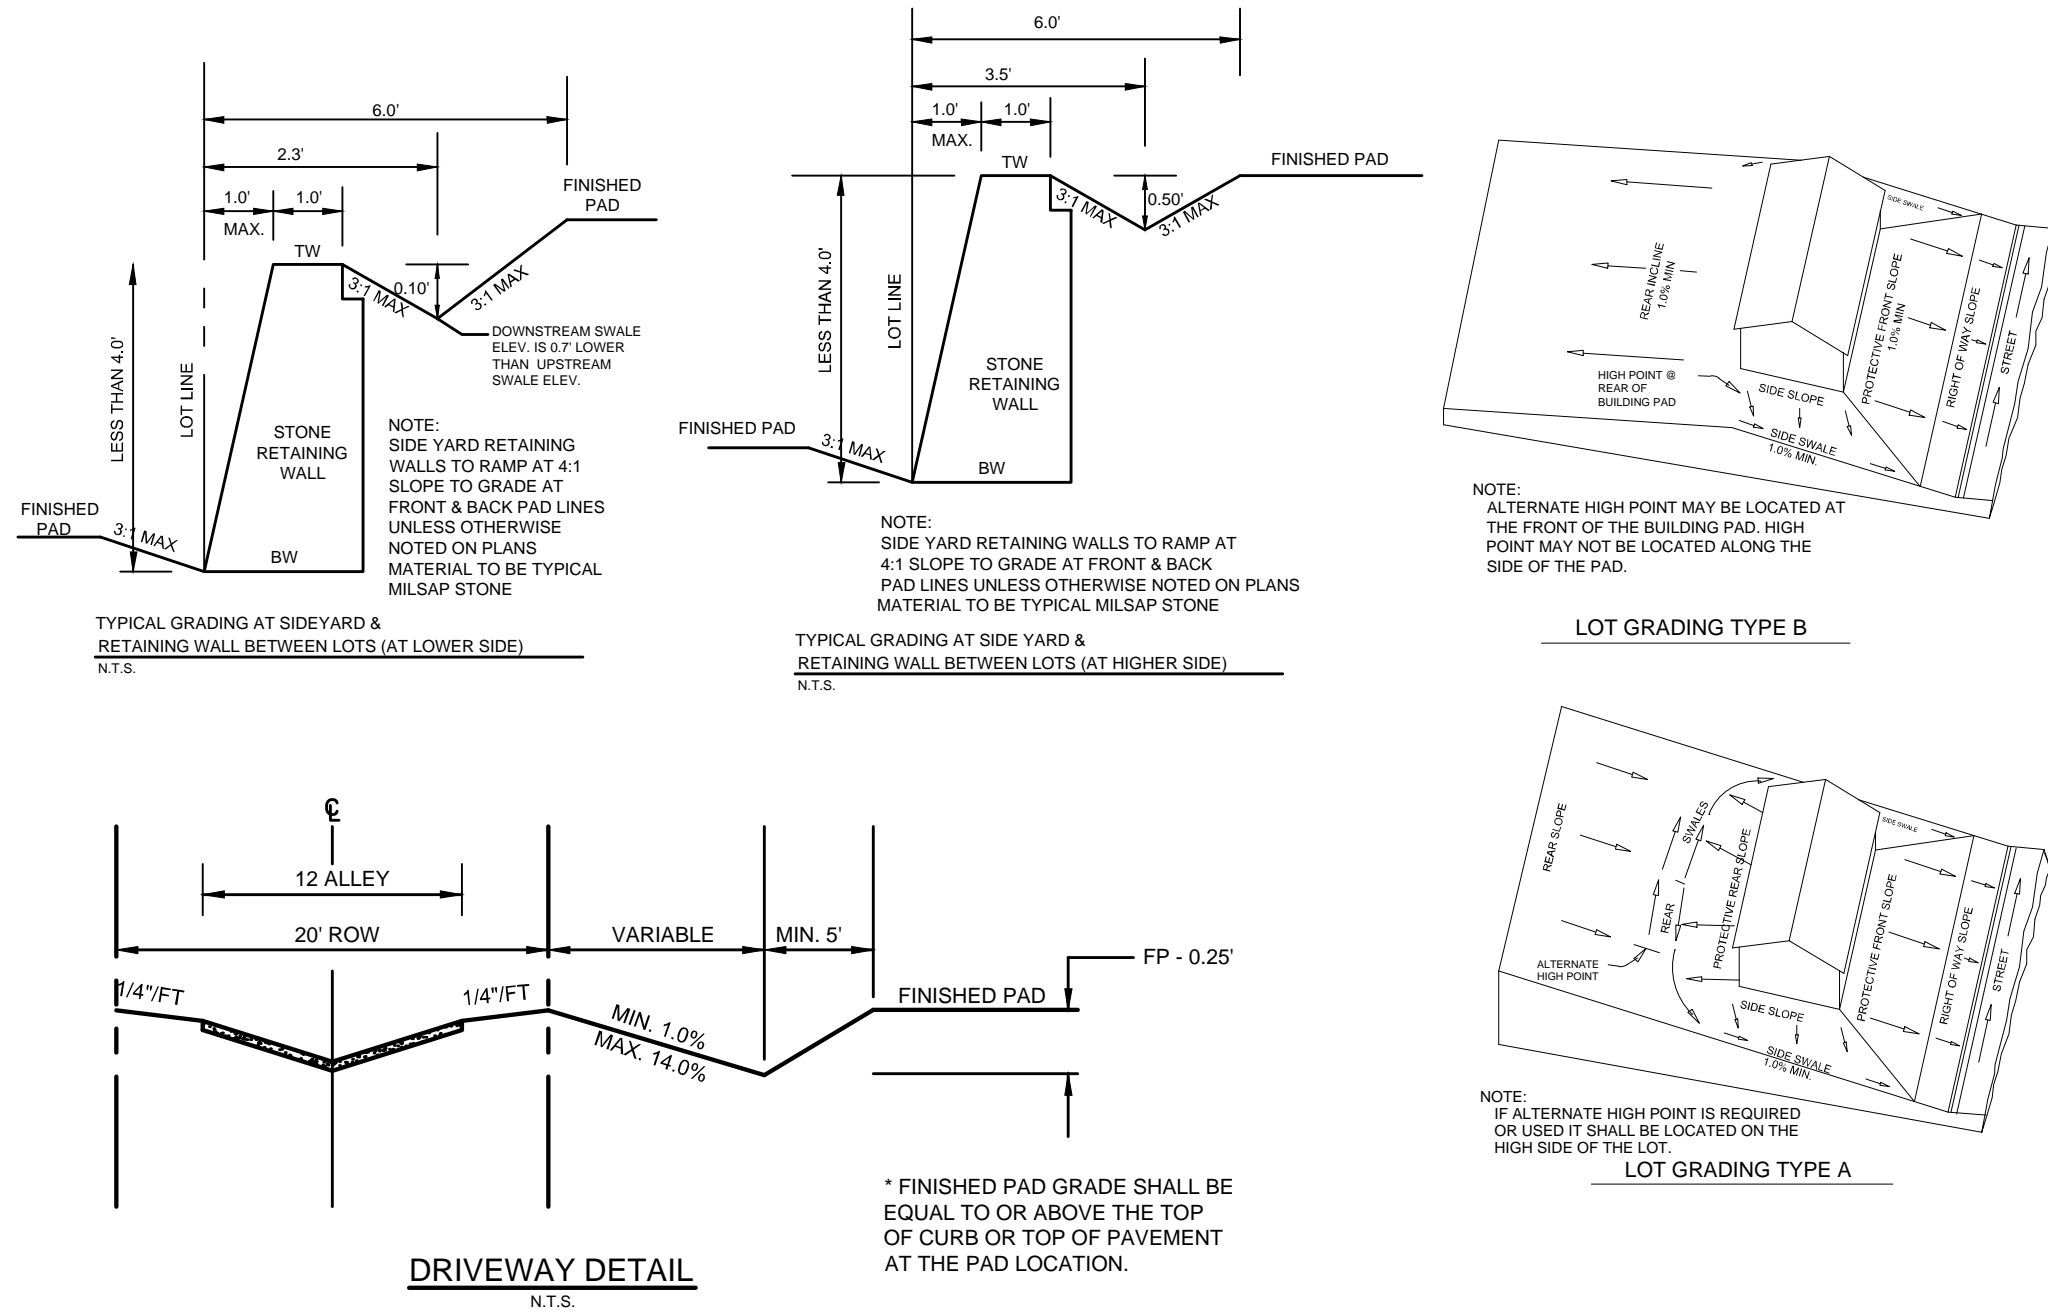 6.0'
2.3'
1.0'
1.0'
MAX.
FINISHED
PAD
TW
3:1 MAX
0.10'
3:1 MAX
LESS THAN 4.0'
LOT LINE
DOWNSTREAM SWALE
ELEV. IS 0.7' LOWER
THAN UPSTREAM
SWALE ELEV.
STONE
RETAINING
WALL
FINISHED
PAD
3:1 MAX
BW
NOTE:
SIDE YARD RETAINING
WALLS TO RAMP AT 4:1
SLOPE TO GRADE AT
FRONT & BACK PAD LINES
UNLESS OTHERWISE
NOTED ON PLANS
MATERIAL TO BE TYPICAL
MILSAP STONE
TYPICAL GRADING AT SIDEYARD &
RETAINING WALL BETWEEN LOTS (AT LOWER SIDE)
N.T.S.
6.0'
3.5'
1.0'
1.0'
MAX.
TW
FINISHED PAD
3:1 MAX
0.50'
3:1 MAX
LESS THAN 4.0'
LOT LINE
STONE
RETAINING
WALL
FINISHED PAD
3:1 MAX
BW
NOTE:
SIDE YARD RETAINING WALLS TO RAMP AT
4:1 SLOPE TO GRADE AT FRONT & BACK
PAD LINES UNLESS OTHERWISE NOTED ON PLANS
MATERIAL TO BE TYPICAL MILSAP STONE
TYPICAL GRADING AT SIDE YARD &
RETAINING WALL BETWEEN LOTS (AT HIGHER SIDE)
N.T.S.
SIDE SWALE
REAR INCLINE
1.0% MIN
PROTECTIVE FRONT SLOPE
1.0% MIN
RIGHT OF WAY SLOPE
STREET
HIGH POINT @
REAR OF
BUILDING PAD
SIDE SLOPE
SIDE SWALE
1.0% MIN.
NOTE:
ALTERNATE HIGH POINT MAY BE LOCATED AT
THE FRONT OF THE BUILDING PAD. HIGH
POINT MAY NOT BE LOCATED ALONG THE
SIDE OF THE PAD.
LOT GRADING TYPE B
REAR SLOPE
SWALES
REAR
PROTECTIVE REAR SLOPE
SIDE SWALE
PROTECTIVE FRONT SLOPE
RIGHT OF WAY SLOPE
STREET
ALTERNATE
HIGH POINT
SIDE SLOPE
SIDE SWALE
1.0% MIN.
NOTE:
IF ALTERNATE HIGH POINT IS REQUIRED
OR USED IT SHALL BE LOCATED ON THE
HIGH SIDE OF THE LOT.
LOT GRADING TYPE A
℄
12 ALLEY
20' ROW
VARIABLE
MIN. 5'
FP - 0.25'
1/4"/FT
1/4"/FT
FINISHED PAD
MIN. 1.0%
MAX. 14.0%
* FINISHED PAD GRADE SHALL BE
EQUAL TO OR ABOVE THE TOP
OF CURB OR TOP OF PAVEMENT
AT THE PAD LOCATION.
DRIVEWAY DETAIL
N.T.S.